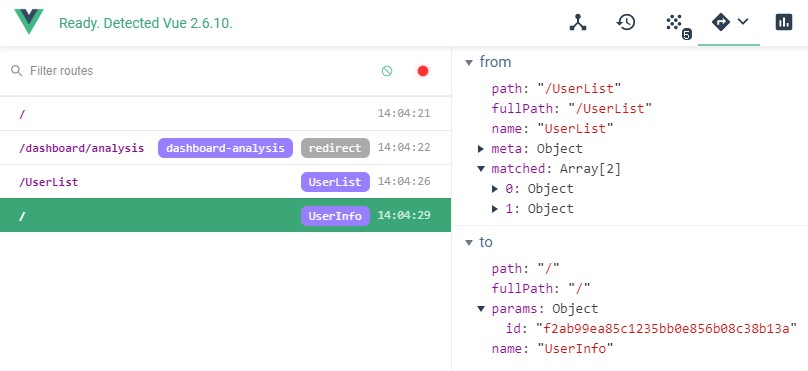 Ready. Detected Vue 2.6.10.
5
Filter routes
/ 14:04:21
/dashboard/analysis dashboard-analysis redirect 14:04:22
/UserList UserList 14:04:26
/ UserInfo 14:04:29
from
path: "/UserList"
fullPath: "/UserList"
name: "UserList"
meta: Object
matched: Array[2]
0: Object
1: Object
to
path: "/"
fullPath: "/"
params: Object
id: "f2ab99ea85c1235bb0e856b08c38b13a"
name: "UserInfo"